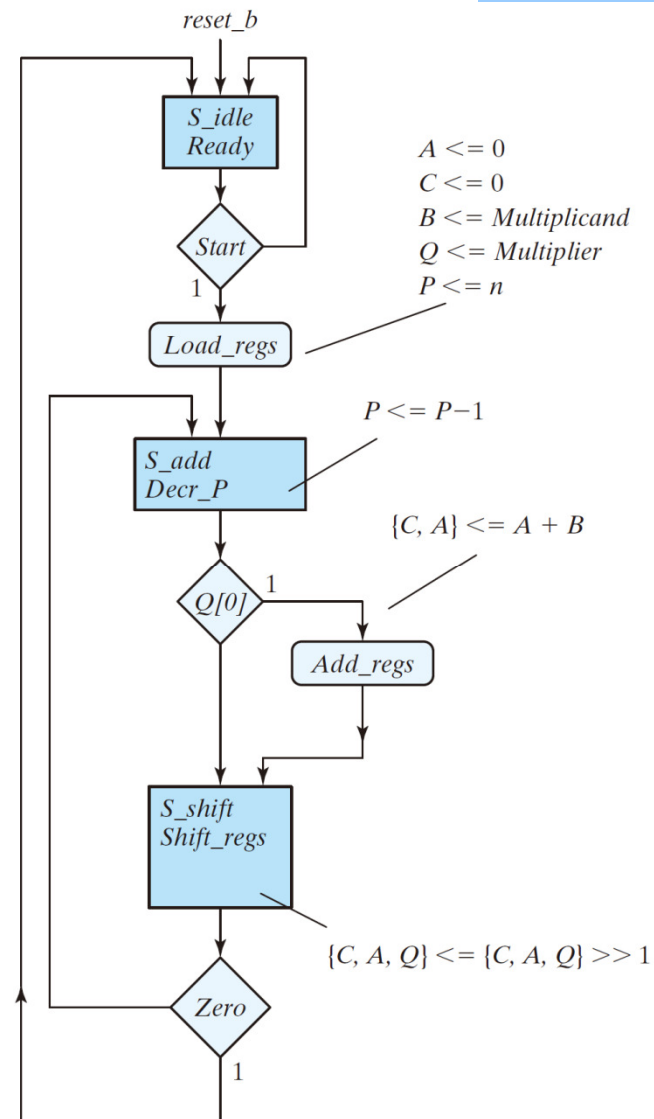 reset_b
S_idle
Ready
A <= 0
C <= 0
B <= Multiplicand
Q <= Multiplier
P <= n
Start
1
Load_regs
P <= P−1
S_add
Decr_P
{C, A} <= A + B
Q[0]
1
Add_regs
S_shift
Shift_regs
{C, A, Q} <= {C, A, Q} >> 1
Zero
1